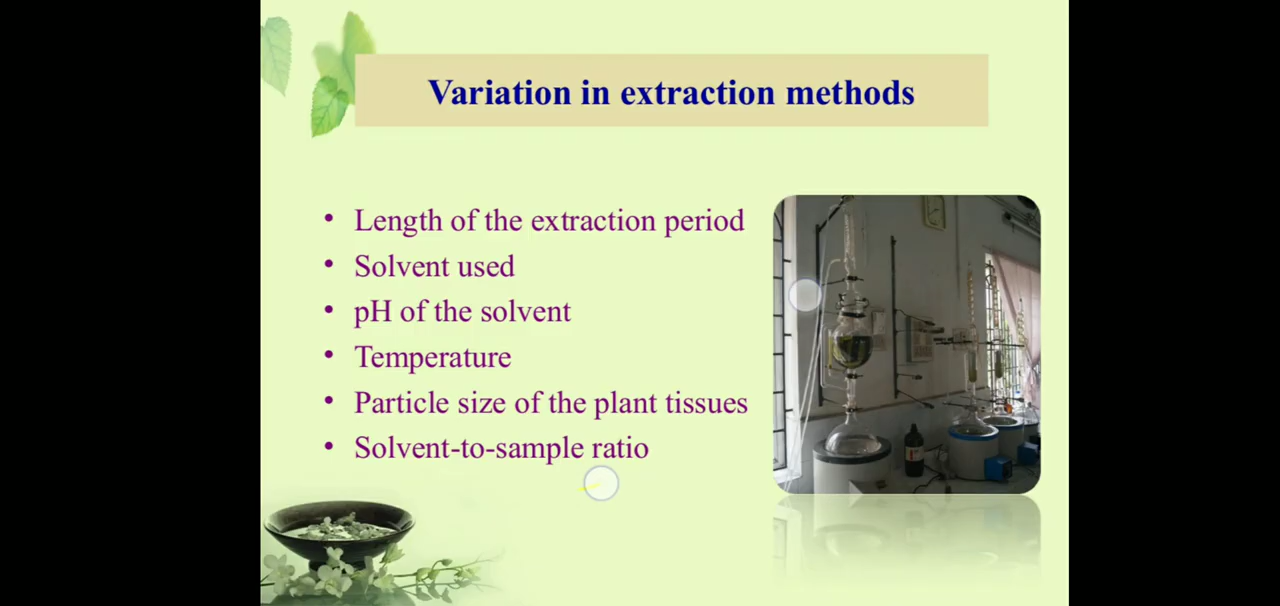 Variation in extraction methods
• Length of the extraction period
• Solvent used
• pH of the solvent
• Temperature
• Particle size of the plant tissues
• Solvent-to-sample ratio